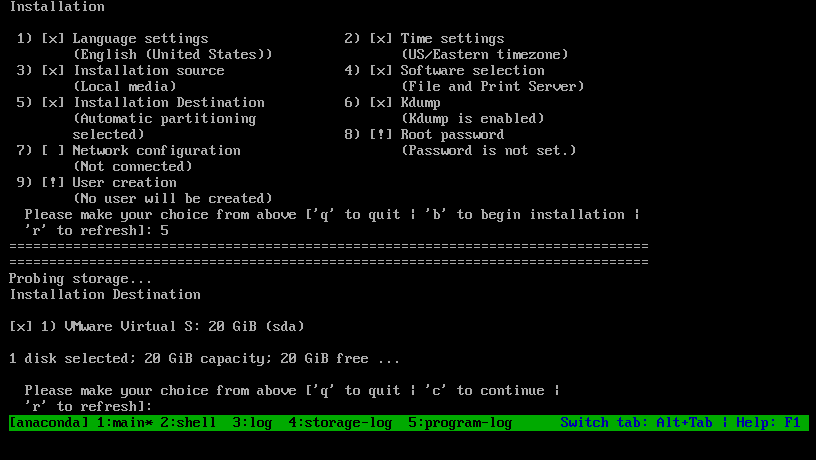 Installation
1) [x] Language settings 2) [x] Time settings
(English (United States)) (US/Eastern timezone)
3) [x] Installation source 4) [x] Software selection
(Local media) (File and Print Server)
5) [x] Installation Destination 6) [x] Kdump
(Automatic partitioning (Kdump is enabled)
selected) 8) [!] Root password
7) [ ] Network configuration (Password is not set.)
(Not connected)
9) [!] User creation
(No user will be created)
Please make your choice from above ['q' to quit | 'b' to begin installation |
'r' to refresh]: 5
================================================================================
================================================================================
Probing storage...
Installation Destination
[x] 1) VMware Virtual S: 20 GiB (sda)
1 disk selected; 20 GiB capacity; 20 GiB free ...
Please make your choice from above ['q' to quit | 'c' to continue |
'r' to refresh]:
[anaconda] 1:main* 2:shell 3:log 4:storage-log 5:program-log Switch tab: Alt+Tab | Help: F1